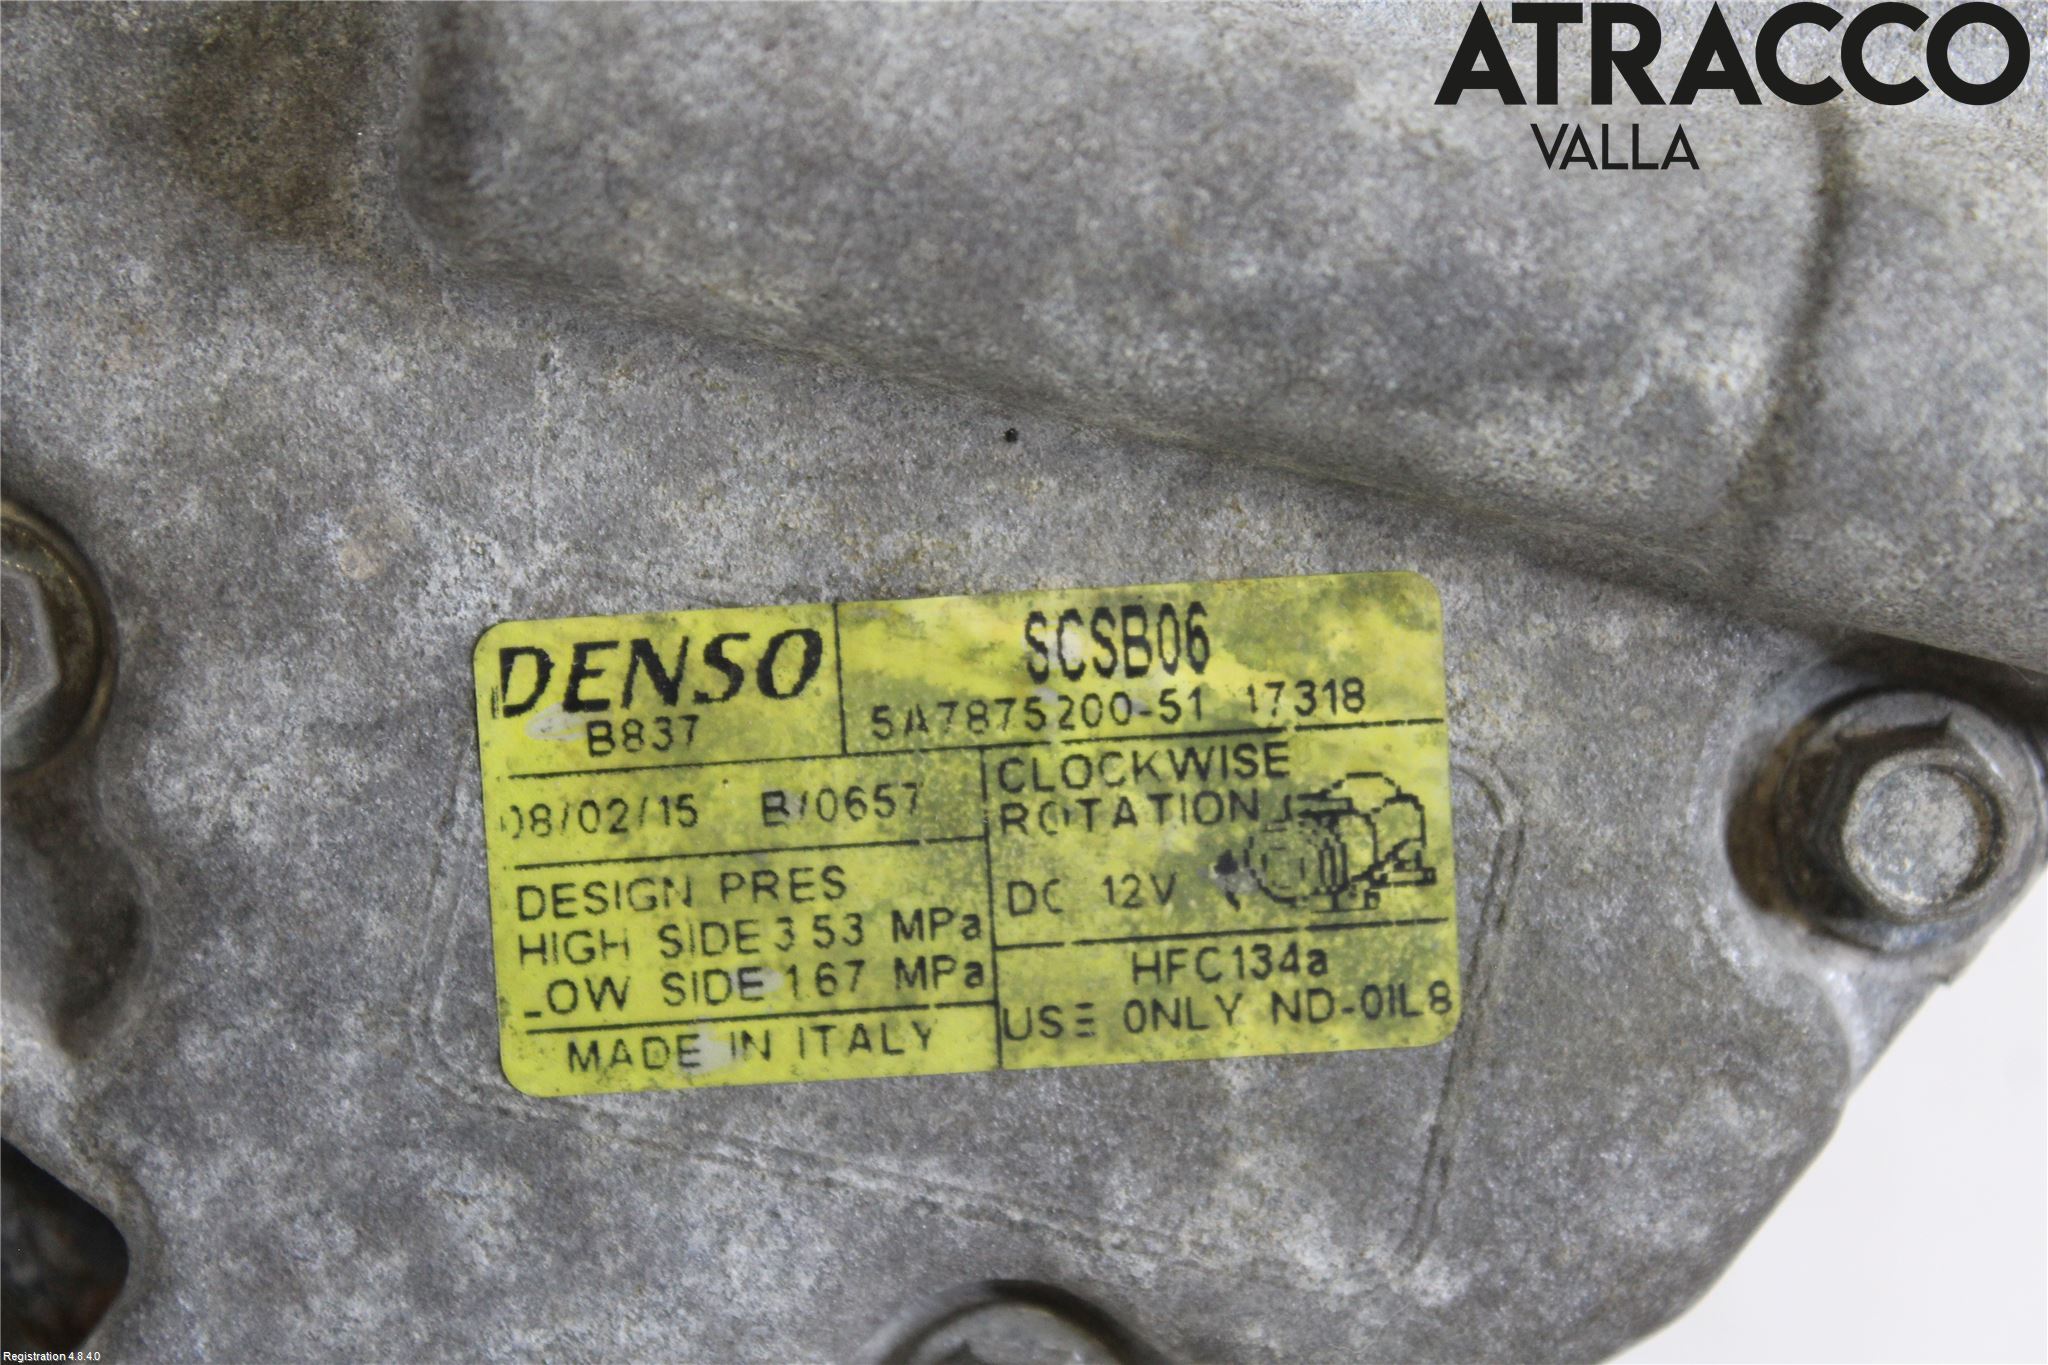 ATRACCO
VALLA
DENSO
B837
SCSB06
5A7875200-51 17318
08/02/15 B/0657
CLOCKWISE
ROTATION
DC 12V
DESIGN PRES
HIGH SIDE 3 53 MPa
LOW SIDE 1.67 MPa
HFC134a
USE ONLY ND-OIL8
MADE IN ITALY
Registration 4.8.4.0